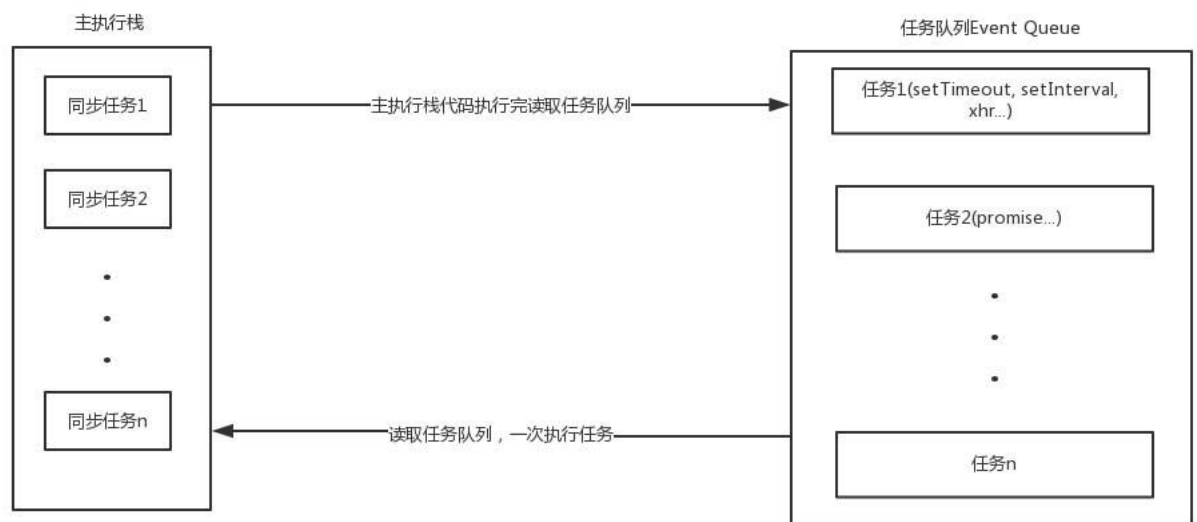 主执行栈
任务队列Event Queue
同步任务1
主执行栈代码执行完读取任务队列
任务1(setTimeout, setInterval,
xhr...)
同步任务2
任务2(promise...)
同步任务n
读取任务队列，一次执行任务
任务n